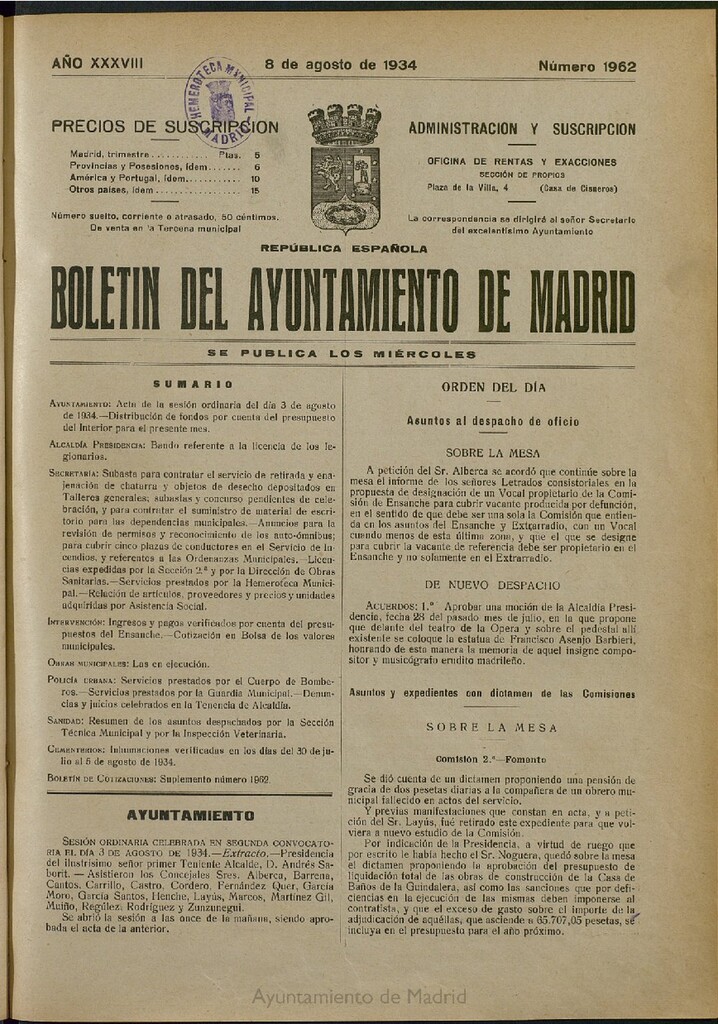 AÑO XXXVIII
8 de agosto de 1934
Número 1962
HEMEROTECA MUNICIPAL
MADRID
PRECIOS DE SUSCRIPCION
Madrid, trimestre........... Ptas. 5
Provincias y Posesiones, ídem....... 6
América y Portugal, ídem........... 10
Otros países, ídem................. 15
Número suelto, corriente o atrasado, 50 céntimos.
De venta en la Tercena municipal
ADMINISTRACION Y SUSCRIPCION
OFICINA DE RENTAS Y EXACCIONES
SECCIÓN DE PROPIOS
Plaza de la Villa, 4 (Casa de Cisneros)
La correspondencia se dirigirá al señor Secretario
del excelentísimo Ayuntamiento
REPÚBLICA ESPAÑOLA
BOLETIN DEL AYUNTAMIENTO DE MADRID
SE PUBLICA LOS MIÉRCOLES
SUMARIO
AYUNTAMIENTO: Acta de la sesión ordinaria del día 3 de agosto
de 1934.—Distribución de fondos por cuenta del presupuesto
del Interior para el presente mes.
ALCALDÍA PRESIDENCIA: Bando referente a la licencia de los le-
gionarios.
SECRETARÍA: Subasta para contratar el servicio de retirada y ena-
jenación de chatarra y objetos de desecho depositados en
Talleres generales; subastas y concurso pendientes de cele-
bración, y para contratar el suministro de material de escri-
torio para las dependencias municipales.—Anuncios para la
revisión de permisos y reconocimiento de los auto-ómnibus;
para cubrir cinco plazas de conductores en el Servicio de In-
cendios, y referentes a las Ordenanzas Municipales.—Licen-
cias expedidas por la Sección 2.ª y por la Dirección de Obras
Sanitarias.—Servicios prestados por la Hemeroteca Munici-
pal.—Relación de artículos, proveedores y precios y unidades
adquiridas por Asistencia Social.
INTERVENCIÓN: Ingresos y pagos verificados por cuenta del presu-
puestos del Ensanche.—Cotización en Bolsa de los valores
municipales.
OBRAS MUNICIPALES: Las en ejecución.
POLICÍA URBANA: Servicios prestados por el Cuerpo de Bombe-
ros.—Servicios prestados por la Guardia Municipal.—Denun-
cias y juicios celebrados en la Tenencia de Alcaldía.
SANIDAD: Resumen de los asuntos despachados por la Sección
Técnica Municipal y por la Inspección Veterinaria.
CEMENTERIOS: Inhumaciones verificadas en los días del 30 de ju-
lio al 5 de agosto de 1934.
BOLETÍN DE COTIZACIONES: Suplemento número 1962.
AYUNTAMIENTO
SESIÓN ORDINARIA CELEBRADA EN SEGUNDA CONVOCATO-
RIA EL DÍA 3 DE AGOSTO DE 1934.—Extracto.—Presidencia
del ilustrísimo señor primer Teniente Alcalde, D. Andrés Sa-
borit. — Asistieron los Concejales Sres. Alberca, Barrena,
Cantos, Carrillo, Castro, Cordero, Fernández Quer, García
Moro, García Santos, Henche, Layús, Marcos, Martínez Gil,
Muiño, Regúlez, Rodríguez y Zunzunegui.
Se abrió la sesión a las once de la mañana, siendo apro-
bada el acta de la anterior.
ORDEN DEL DÍA
Asuntos al despacho de oficio
SOBRE LA MESA
A petición del Sr. Alberca se acordó que continúe sobre la
mesa el informe de los señores Letrados consistoriales en la
propuesta de designación de un Vocal propietario de la Comi-
sión de Ensanche para cubrir vacante producida por defunción,
en el sentido de que debe ser una sola la Comisión que entien-
da en los asuntos del Ensanche y Extrarradio, con un Vocal
cuando menos de esta última zona, y que el que se designe
para cubrir la vacante de referencia debe ser propietario en el
Ensanche y no solamente en el Extrarradio.
DE NUEVO DESPACHO
ACUERDOS: 1.º Aprobar una moción de la Alcaldía Presi-
dencia, fecha 28 del pasado mes de julio, en la que propone
que delante del teatro de la Opera y sobre el pedestal allí
existente se coloque la estatua de Francisco Asenjo Barbieri,
honrando de esta manera la memoria de aquel insigne compo-
sitor y musicógrafo erudito madrileño.
Asuntos y expedientes con dictamen de las Comisiones
SOBRE LA MESA
Comisión 2.ª—Fomento
Se dió cuenta de un dictamen proponiendo una pensión de
gracia de dos pesetas diarias a la compañera de un obrero mu-
nicipal fallecido en actos del servicio.
Y previas manifestaciones que constan en acta, y a peti-
ción del Sr. Layús, fué retirado este expediente para que vol-
viera a nuevo estudio de la Comisión.
Por indicación de la Presidencia, a virtud de ruego que
por escrito le había hecho el Sr. Noguera, quedó sobre la mesa
el dictamen proponiendo la aprobación del presupuesto de
liquidación total de las obras de construcción de la Casa de
Baños de la Guindalera, así como las sanciones que por defi-
ciencias en la ejecución de las mismas deben imponerse al
contratista, y que el exceso de gasto sobre el importe de la
adjudicación de aquéllas, que asciende a 65.707,05 pesetas, se
incluya en el presupuesto para el año próximo.
Ayuntamiento de Madrid